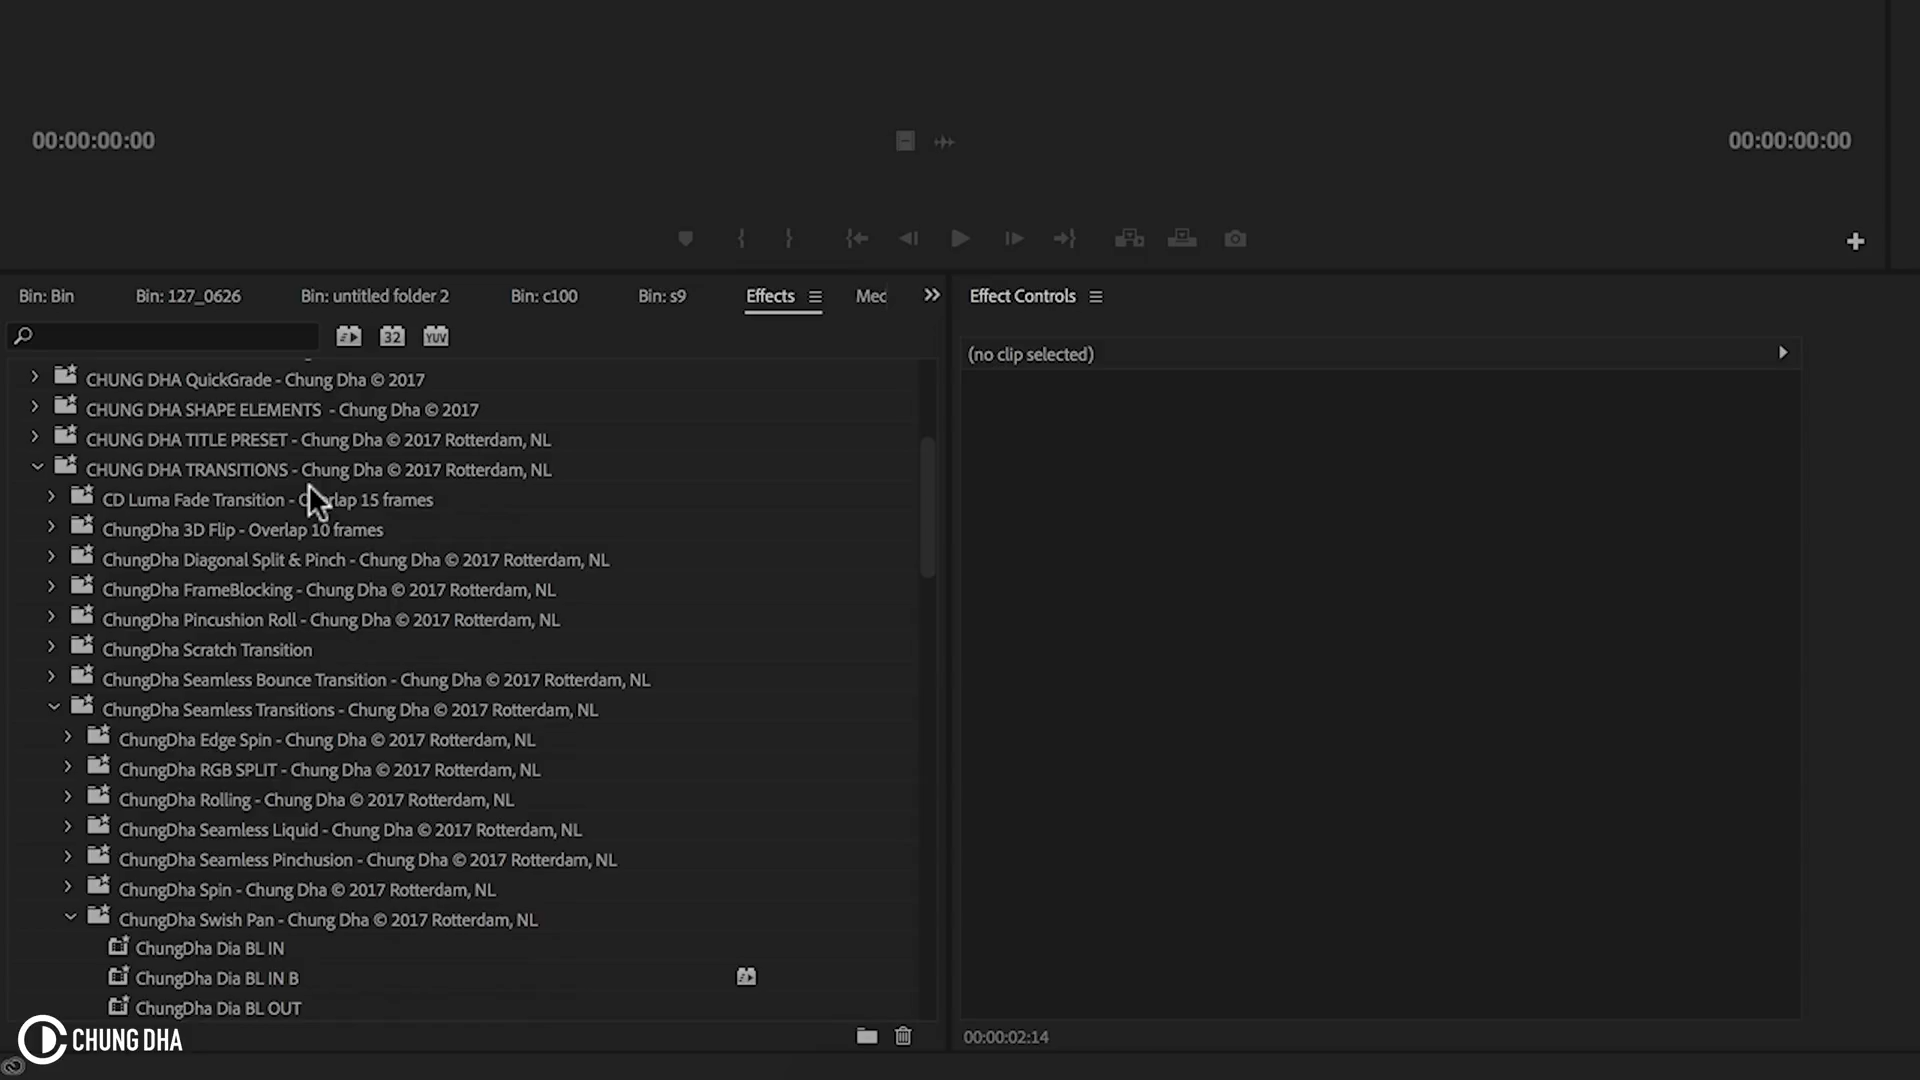 00:00:00:00
00:00:00:00
Bin: Bin
Bin: 127_0626
Bin: untitled folder 2
Bin: c100
Bin: s9
Effects
Med
Effect Controls
32
YUV
(no clip selected)
CHUNG DHA QuickGrade - Chung Dha © 2017
CHUNG DHA SHAPE ELEMENTS - Chung Dha © 2017
CHUNG DHA TITLE PRESET - Chung Dha © 2017 Rotterdam, NL
CHUNG DHA TRANSITIONS - Chung Dha © 2017 Rotterdam, NL
CD Luma Fade Transition - Overlap 15 frames
ChungDha 3D Flip - Overlap 10 frames
ChungDha Diagonal Split & Pinch - Chung Dha © 2017 Rotterdam, NL
ChungDha FrameBlocking - Chung Dha © 2017 Rotterdam, NL
ChungDha Pincushion Roll - Chung Dha © 2017 Rotterdam, NL
ChungDha Scratch Transition
ChungDha Seamless Bounce Transition - Chung Dha © 2017 Rotterdam, NL
ChungDha Seamless Transitions - Chung Dha © 2017 Rotterdam, NL
ChungDha Edge Spin - Chung Dha © 2017 Rotterdam, NL
ChungDha RGB SPLIT - Chung Dha © 2017 Rotterdam, NL
ChungDha Rolling - Chung Dha © 2017 Rotterdam, NL
ChungDha Seamless Liquid - Chung Dha © 2017 Rotterdam, NL
ChungDha Seamless Pinchusion - Chung Dha © 2017 Rotterdam, NL
ChungDha Spin - Chung Dha © 2017 Rotterdam, NL
ChungDha Swish Pan - Chung Dha © 2017 Rotterdam, NL
ChungDha Dia BL IN
ChungDha Dia BL IN B
ChungDha Dia BL OUT
CHUNG DHA
00:00:02:14